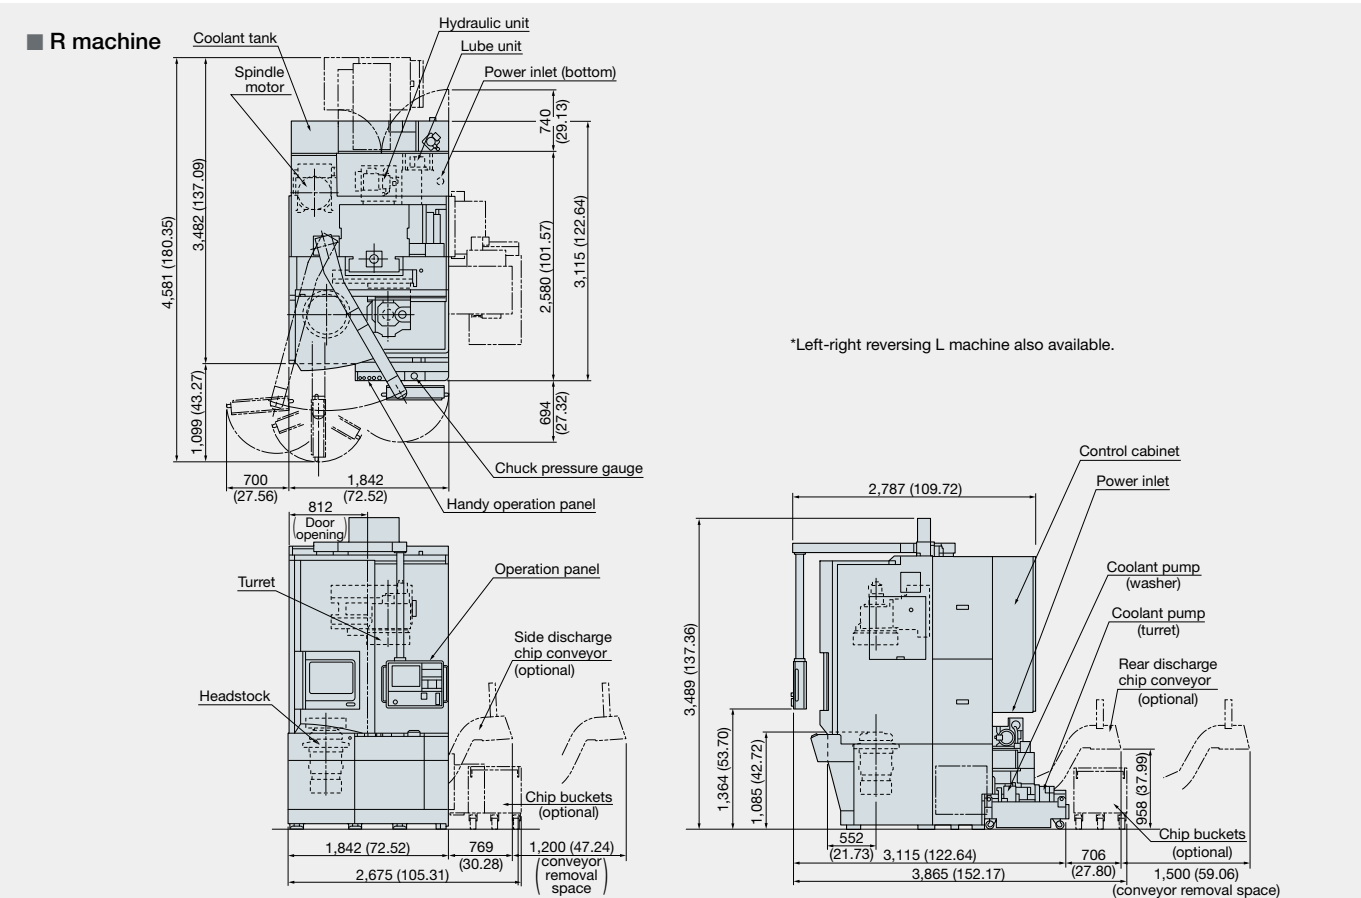 R machine
Coolant tank
Hydraulic unit
Lube unit
Spindle
motor
Power inlet (bottom)
740
(29.13)
4,581 (180.35)
3,482 (137.09)
2,580 (101.57)
3,115 (122.64)
1,099 (43.27)
694
(27.32)
700
(27.56)
1,842
(72.52)
Chuck pressure gauge
Handy operation panel
*Left-right reversing L machine also available.
812
(Door
opening)
Turret
Operation panel
Side discharge
chip conveyor
(optional)
Headstock
Chip buckets
(optional)
1,842 (72.52)
769
(30.28)
1,200 (47.24)
(conveyor
removal
space)
2,675 (105.31)
Control cabinet
2,787 (109.72)
Power inlet
Coolant pump
(washer)
Coolant pump
(turret)
Rear discharge
chip conveyor
(optional)
3,489 (137.36)
1,364 (53.70)
1,085 (42.72)
958 (37.99)
Chip buckets
(optional)
552
(21.73)
3,115 (122.64)
706
(27.80)
3,865 (152.17)
1,500 (59.06)
(conveyor removal space)